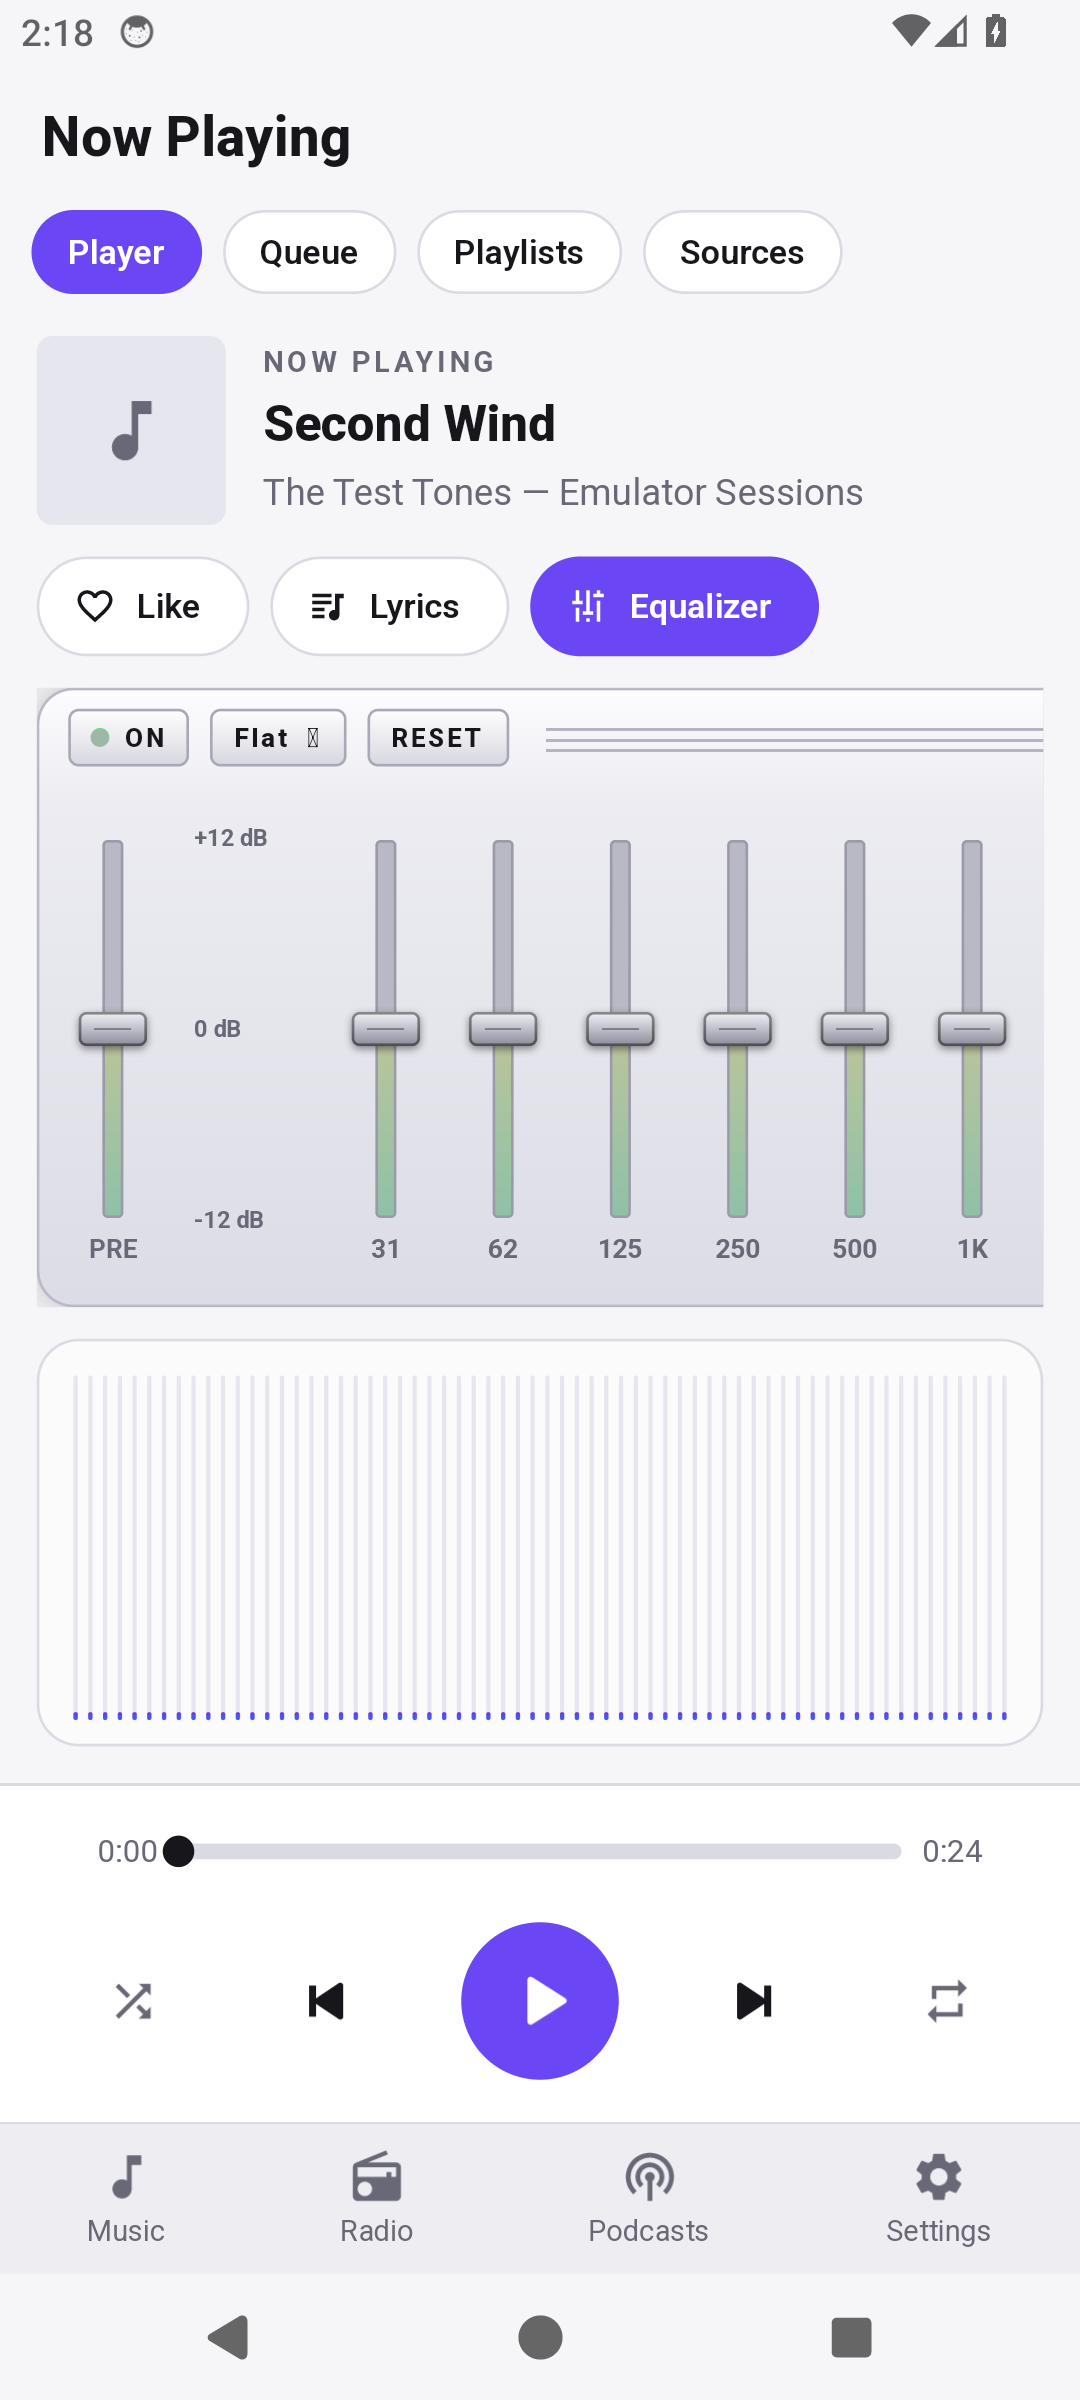 2:18
Now Playing
Player Queue Playlists Sources
NOW PLAYING
Second Wind
The Test Tones — Emulator Sessions
Like Lyrics Equalizer
ON Flat RESET
+12 dB
0 dB
-12 dB
PRE 31 62 125 250 500 1K
0:00 0:24
Music Radio Podcasts Settings